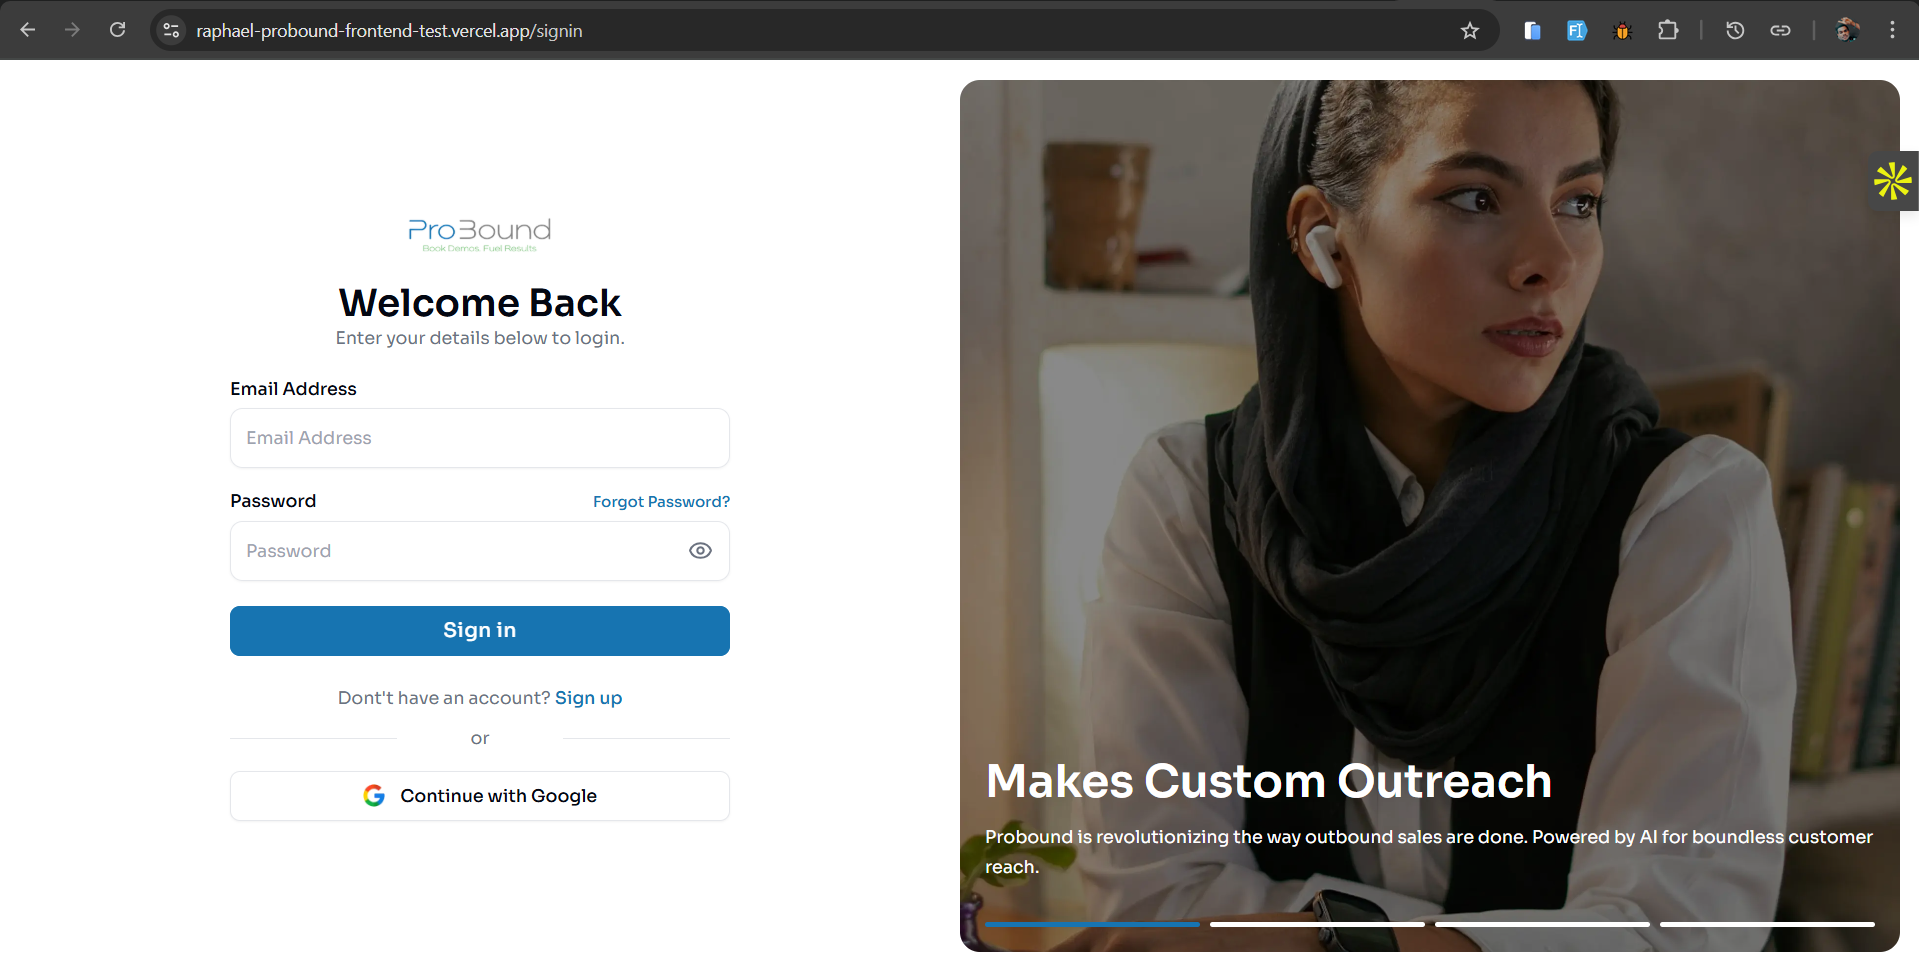 raphael-probound-frontend-test.vercel.app/signin
ProBound
Book Demos. Fuel Results
Welcome Back
Enter your details below to login.
Email Address
Email Address
Password
Forgot Password?
Password
Sign in
Dont't have an account? Sign up
or
Continue with Google
Makes Custom Outreach
Probound is revolutionizing the way outbound sales are done. Powered by AI for boundless customer
reach.